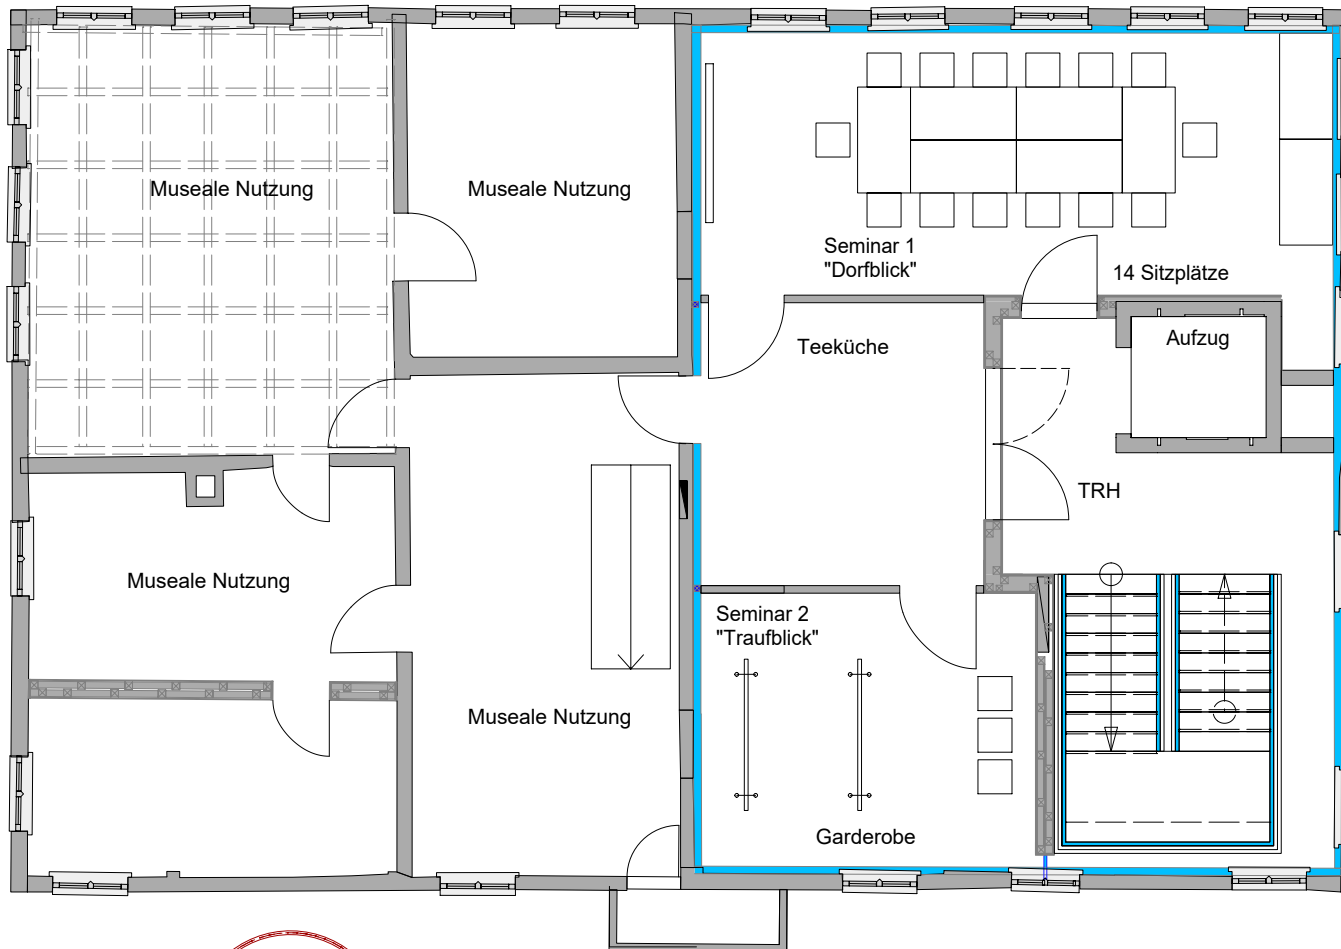 Museale Nutzung
Museale Nutzung
Seminar 1
"Dorfblick"
14 Sitzplätze
Teeküche
Aufzug
TRH
Museale Nutzung
Seminar 2
"Traufblick"
Museale Nutzung
Garderobe